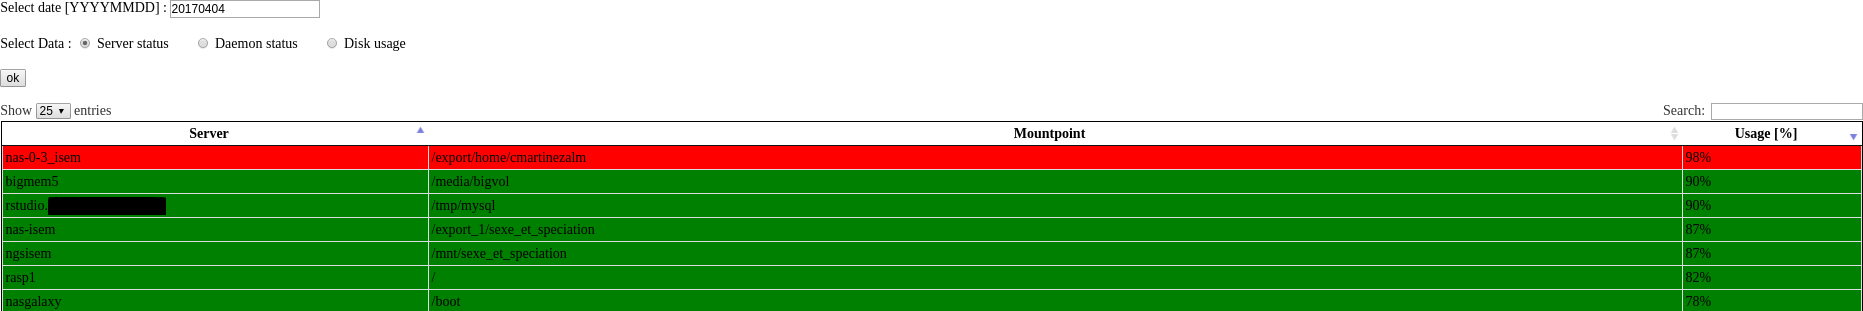 Select date [YYYYMMDD] : 20170404
Select Data : Server status Daemon status Disk usage
ok
Show 25 entries Search:
Server Mountpoint Usage [%]
nas-0-3_isem /export/home/cmartinezalm 98%
bigmem5 /media/bigvol 90%
rstudio. /tmp/mysql 90%
nas-isem /export_1/sexe_et_speciation 87%
ngsisem /mnt/sexe_et_speciation 87%
rasp1 / 82%
nasgalaxy /boot 78%